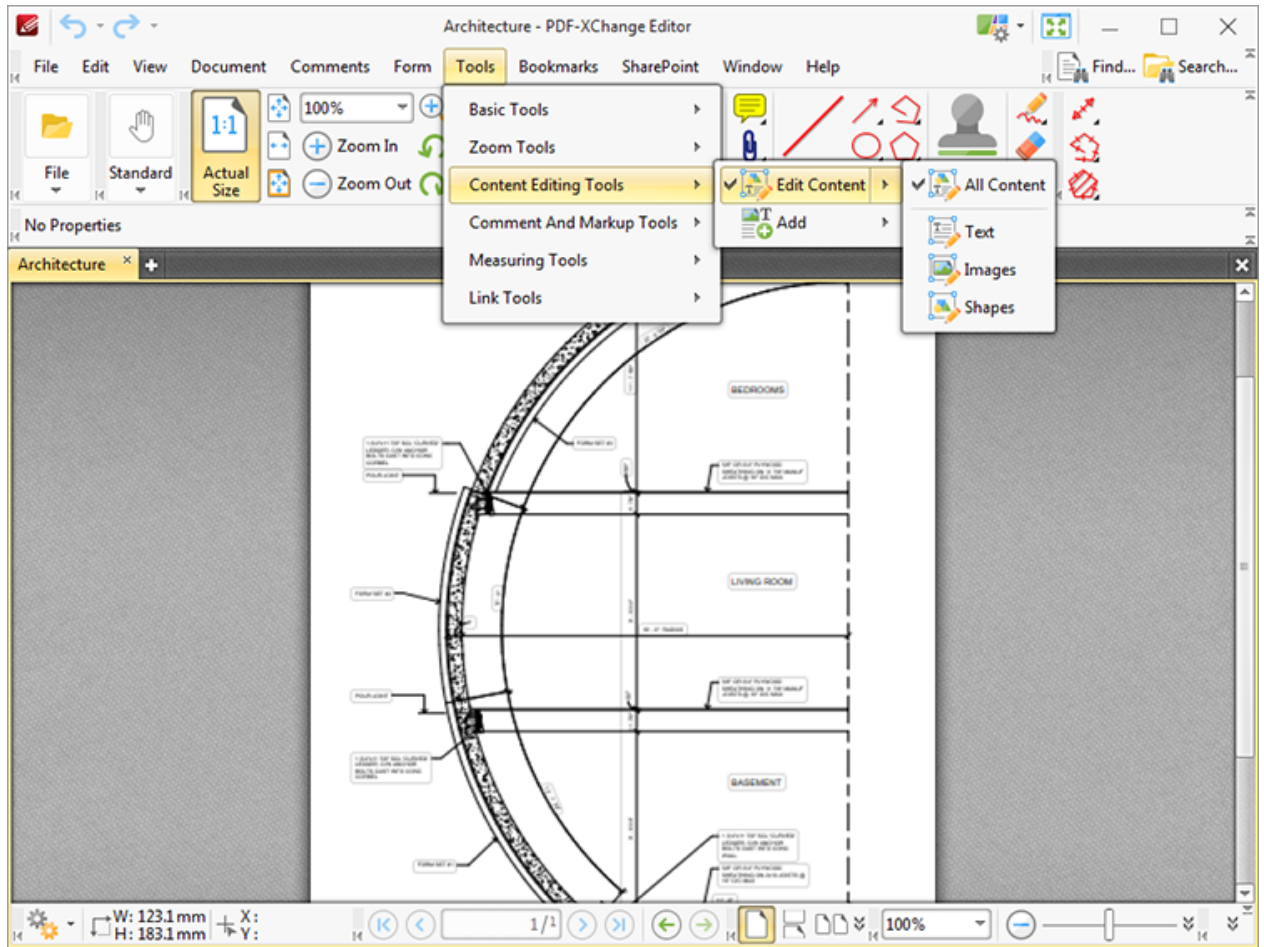 Architecture - PDF-XChange Editor
File Edit View Document Comments Form Tools Bookmarks SharePoint Window Help
Find... Search...
File
Standard
1:1
Actual
Size
100%
Zoom In
Zoom Out
Basic Tools
Zoom Tools
Content Editing Tools
Comment And Markup Tools
Measuring Tools
Link Tools
Edit Content
Add
All Content
Text
Images
Shapes
No Properties
Architecture
BEDROOMS
LIVING ROOM
BASEMENT
W: 123.1 mm
H: 183.1 mm
X:
Y:
1/1
100%